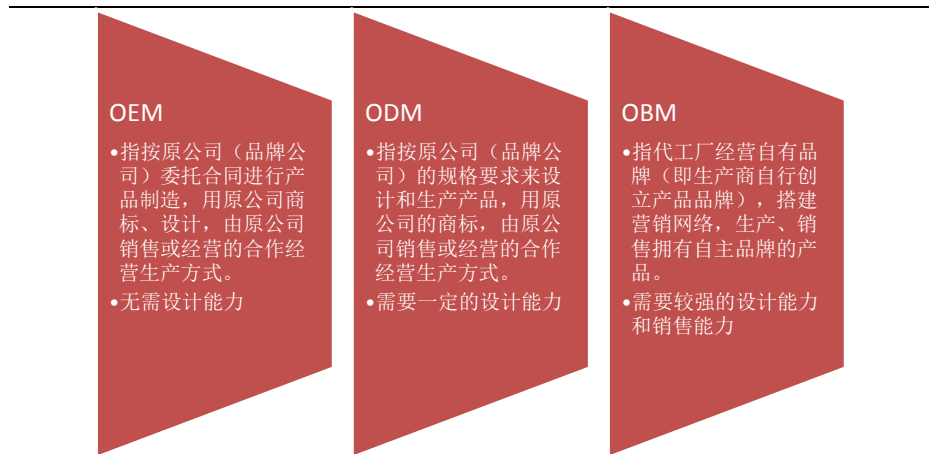 OEM
•指按原公司（品牌公
司）委托合同进行产
品制造，用原公司商
标、设计，由原公司
销售或经营的合作经
营生产方式。
•无需设计能力
ODM
•指按原公司（品牌公
司）的规格要求来设
计和生产产品，用原
公司的商标，由原公
司销售或经营的合作
经营生产方式。
•需要一定的设计能力
OBM
•指代工厂经营自有品
牌（即生产商自行创
立产品品牌），搭建
营销网络，生产、销
售拥有自主品牌的产
品。
•需要较强的设计能力
和销售能力